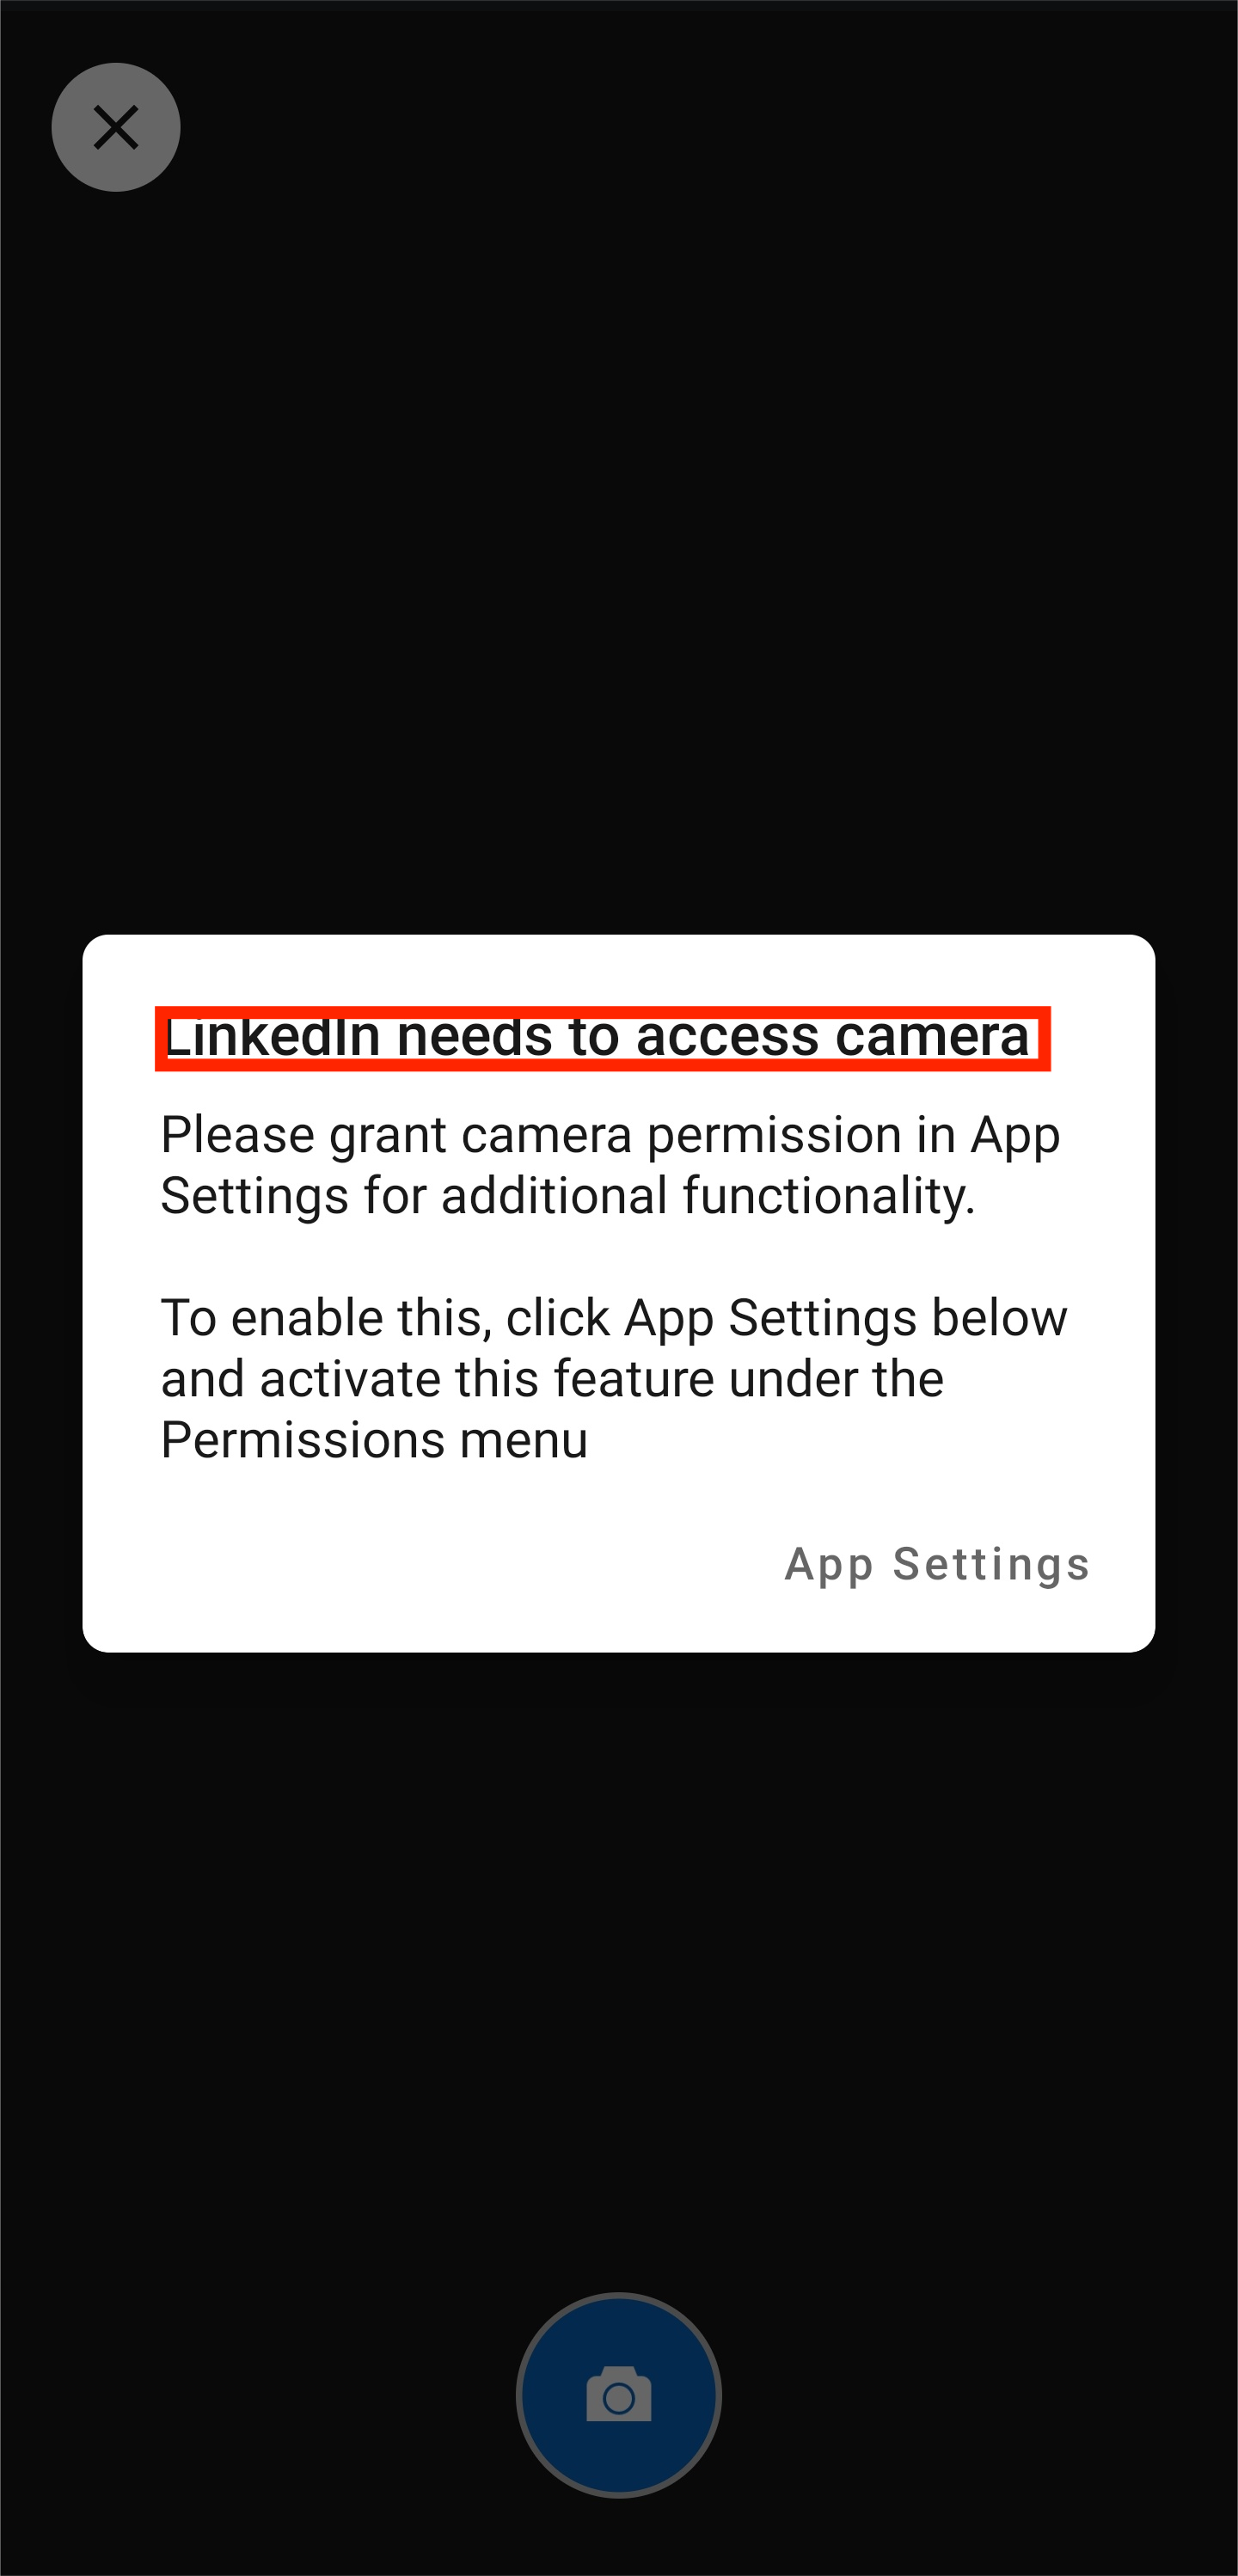 LinkedIn needs to access camera
Please grant camera permission in App
Settings for additional functionality.
To enable this, click App Settings below
and activate this feature under the
Permissions menu
App Settings